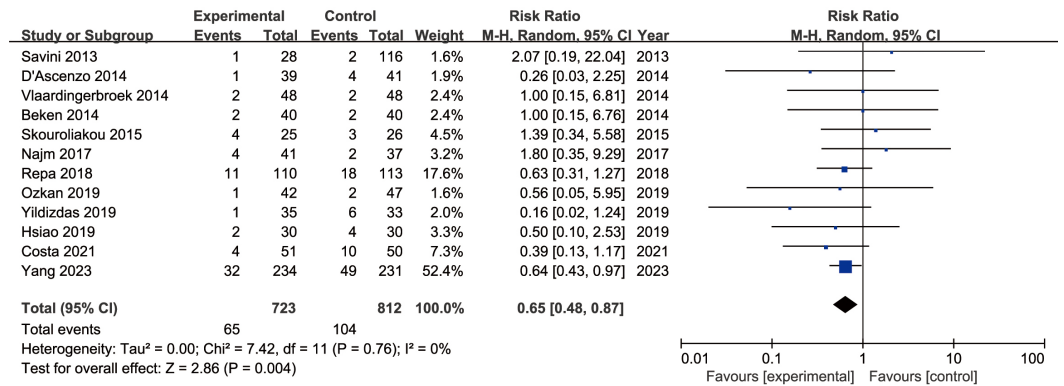 Experimental Control Risk Ratio Risk Ratio
Study or Subgroup Events Total Events Total Weight M-H, Random, 95% CI Year M-H, Random, 95% CI
Savini 2013 1 28 2 116 1.6% 2.07 [0.19, 22.04] 2013
D'Ascenzo 2014 1 39 4 41 1.9% 0.26 [0.03, 2.25] 2014
Vlaardingerbroek 2014 2 48 2 48 2.4% 1.00 [0.15, 6.81] 2014
Beken 2014 2 40 2 40 2.4% 1.00 [0.15, 6.76] 2014
Skouroliakou 2015 4 25 3 26 4.5% 1.39 [0.34, 5.58] 2015
Najm 2017 4 41 2 37 3.2% 1.80 [0.35, 9.29] 2017
Repa 2018 11 110 18 113 17.6% 0.63 [0.31, 1.27] 2018
Ozkan 2019 1 42 2 47 1.6% 0.56 [0.05, 5.95] 2019
Yildizdas 2019 1 35 6 33 2.0% 0.16 [0.02, 1.24] 2019
Hsiao 2019 2 30 4 30 3.3% 0.50 [0.10, 2.53] 2019
Costa 2021 4 51 10 50 7.3% 0.39 [0.13, 1.17] 2021
Yang 2023 32 234 49 231 52.4% 0.64 [0.43, 0.97] 2023
Total (95% CI) 723 812 100.0% 0.65 [0.48, 0.87]
Total events 65 104
Heterogeneity: Tau² = 0.00; Chi² = 7.42, df = 11 (P = 0.76); I² = 0%
Test for overall effect: Z = 2.86 (P = 0.004)
0.01 0.1 1 10 100
Favours [experimental] Favours [control]